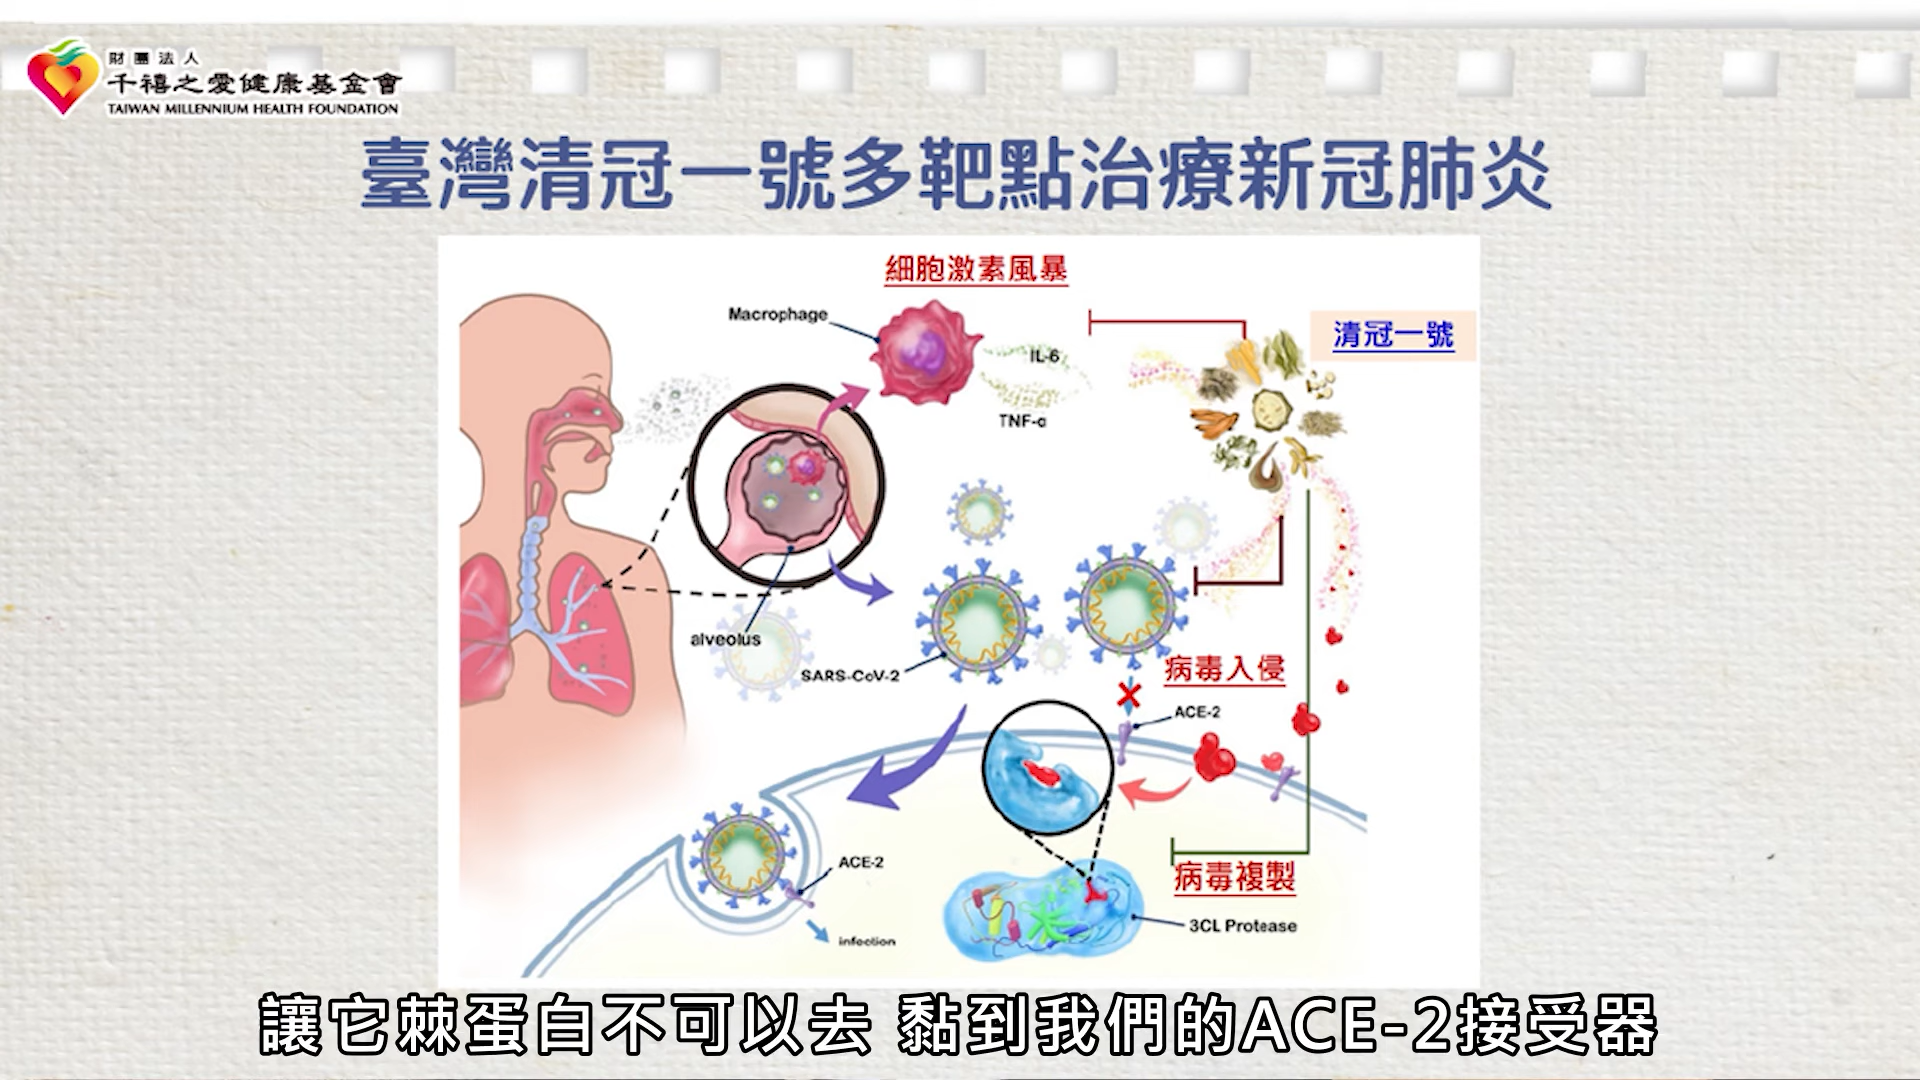 財團法人
千禧之愛健康基金會
TAIWAN MILLENNIUM HEALTH FOUNDATION
臺灣清冠一號多靶點治療新冠肺炎
細胞激素風暴
Macrophage
清冠一號
IL-6
TNF-α
alveolus
SARS-CoV-2
病毒入侵
ACE-2
ACE-2
病毒複製
3CL Protease
infection
讓它棘蛋白不可以去 黏到我們的ACE-2接受器